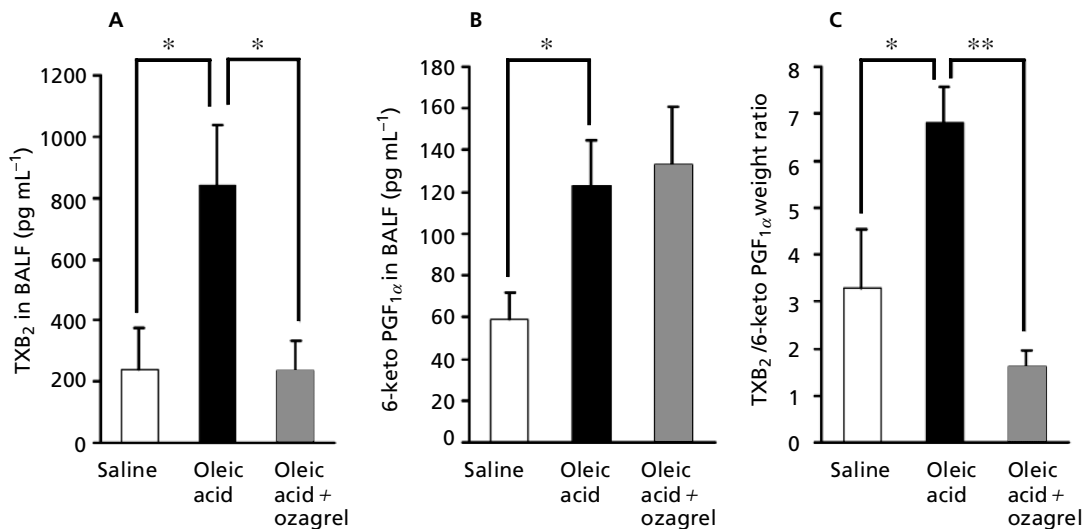 A
B
C
* *
*
* **
TXB₂ in BALF (pg mL⁻¹)
1200
1000
800
600
400
200
0
Saline
Oleic
acid
Oleic
acid +
ozagrel
6-keto PGF₁α in BALF (pg mL⁻¹)
180
160
140
120
100
80
60
40
20
0
Saline
Oleic
acid
Oleic
acid +
ozagrel
TXB₂ /6-keto PGF₁α weight ratio
8
7
6
5
4
3
2
1
0
Saline
Oleic
acid
Oleic
acid +
ozagrel